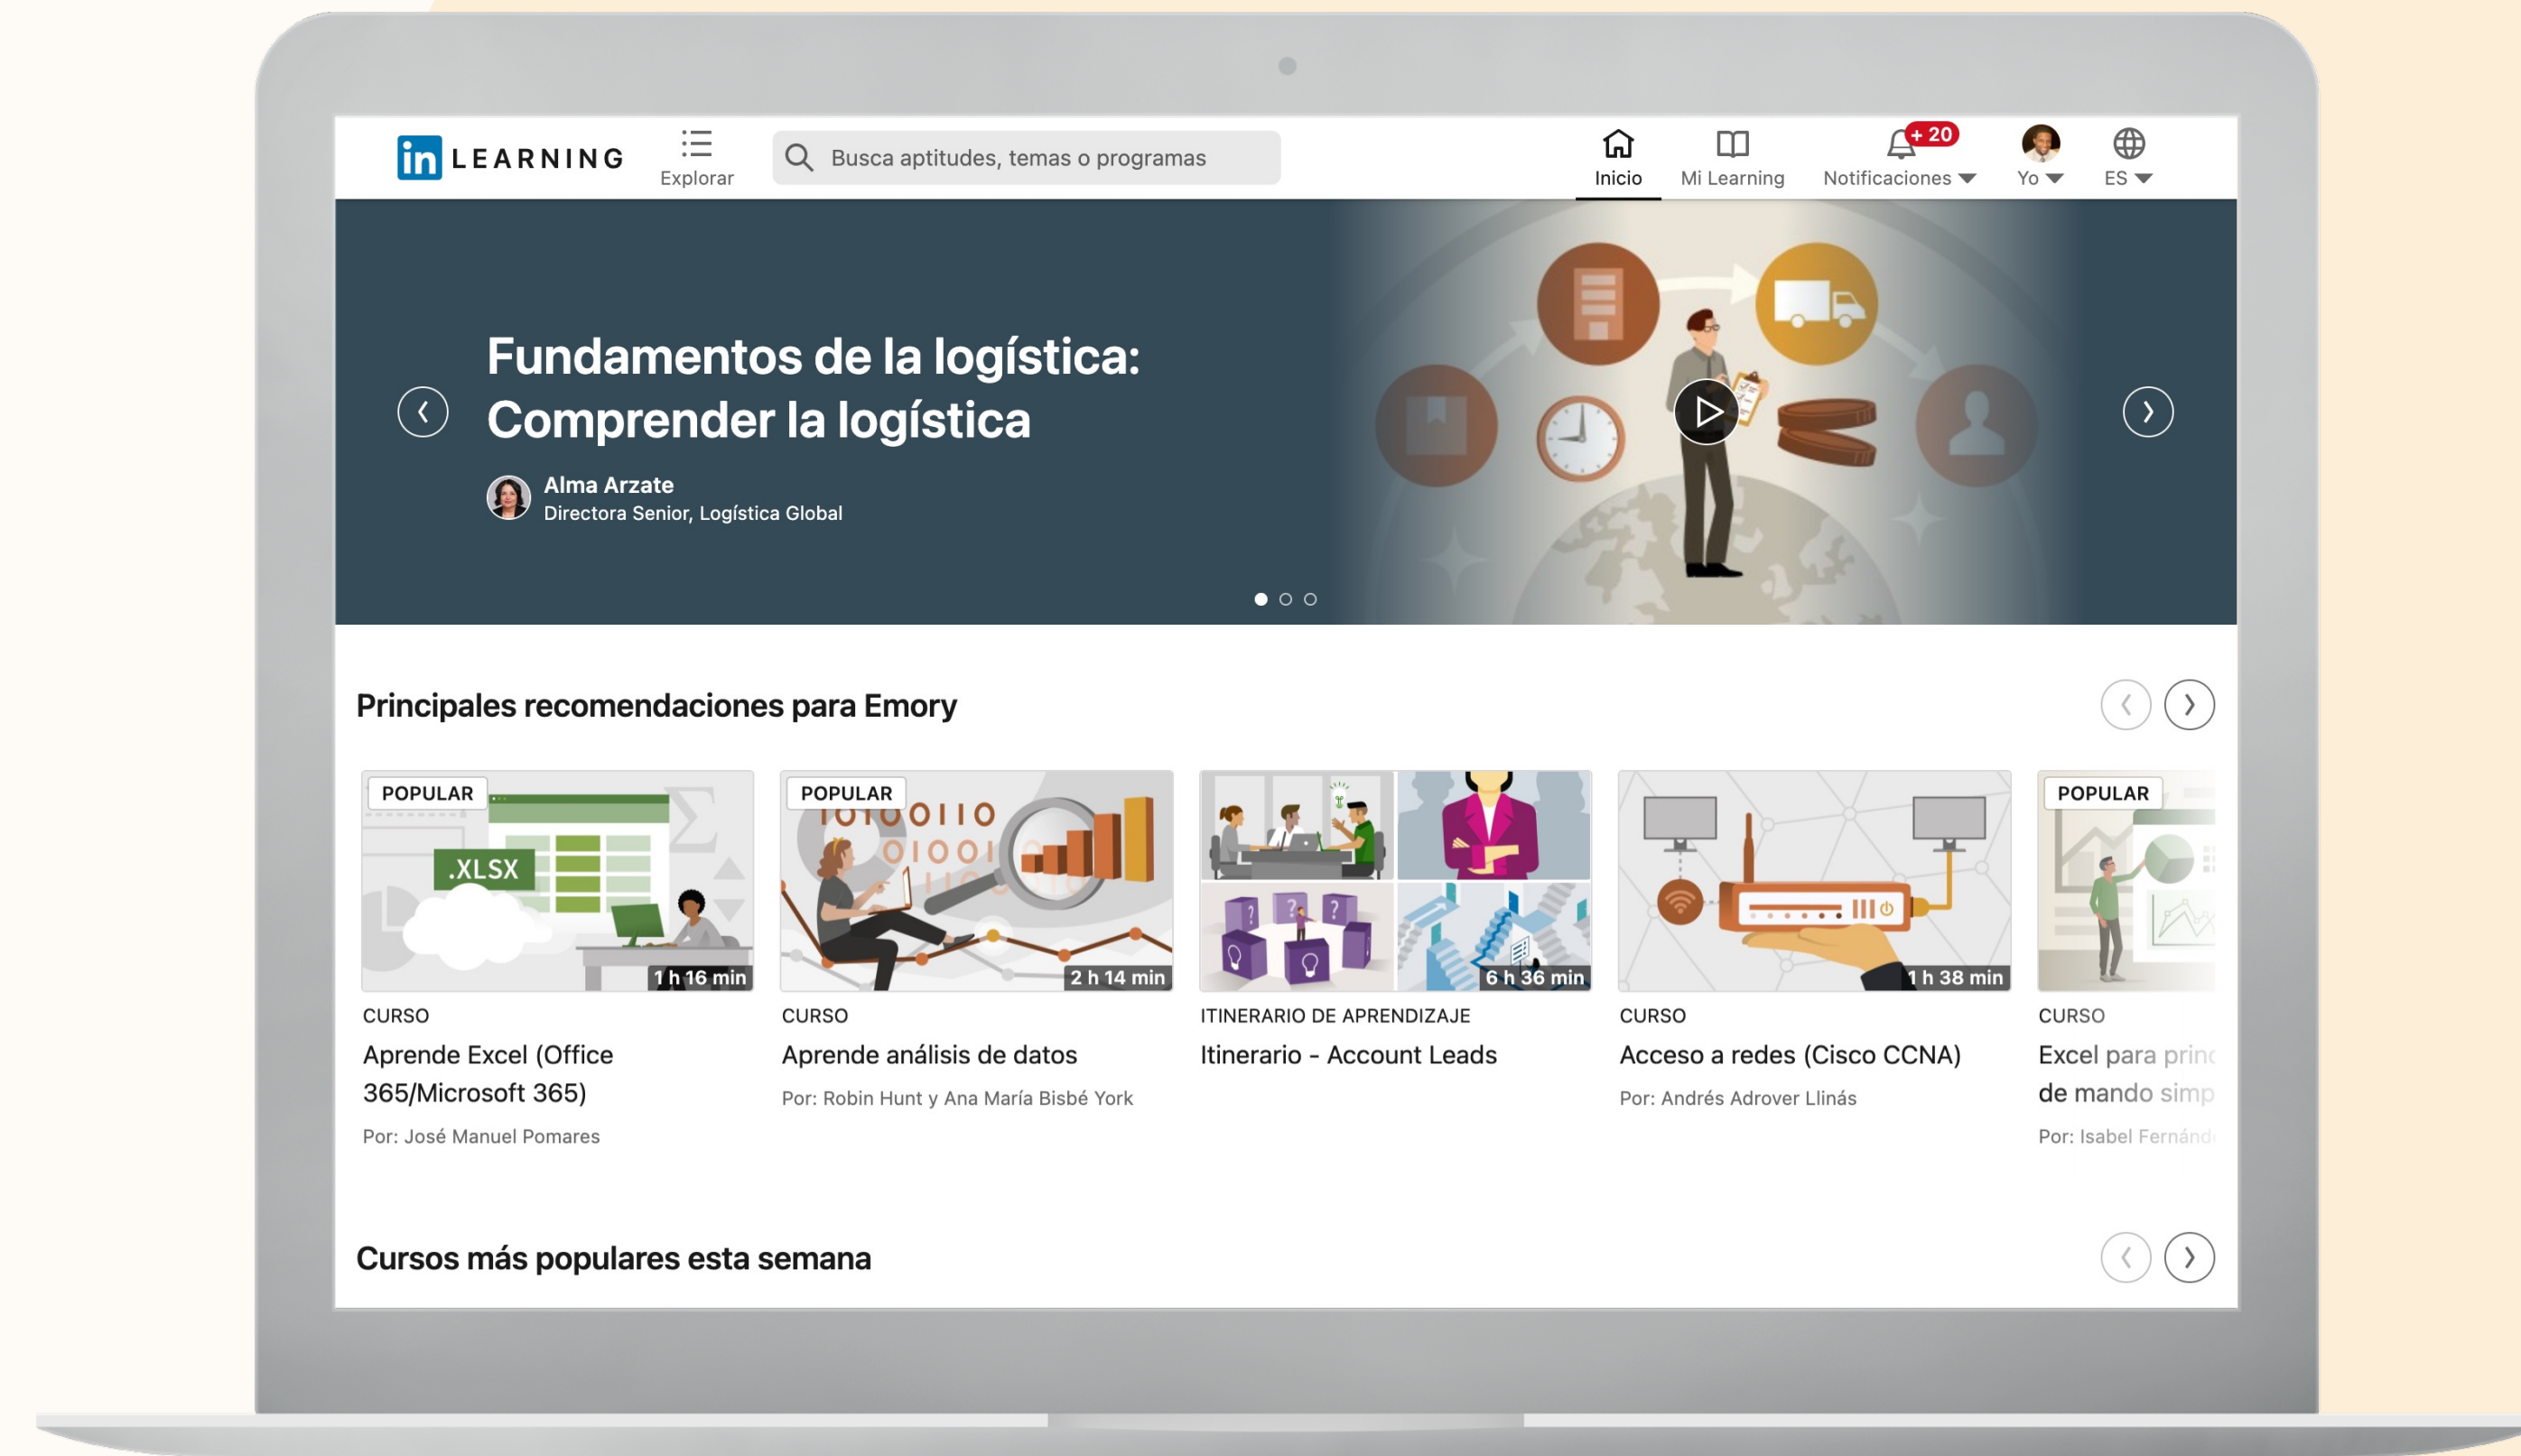 in LEARNING
Explorar
Busca aptitudes, temas o programas
Inicio
Mi Learning
+ 20
Notificaciones
Yo
ES
Fundamentos de la logística:
Comprender la logística
Alma Arzate
Directora Senior, Logística Global
Principales recomendaciones para Emory
POPULAR
.XLSX
1 h 16 min
CURSO
Aprende Excel (Office
365/Microsoft 365)
Por: José Manuel Pomares
POPULAR
2 h 14 min
CURSO
Aprende análisis de datos
Por: Robin Hunt y Ana María Bisbé York
6 h 36 min
ITINERARIO DE APRENDIZAJE
Itinerario - Account Leads
1 h 38 min
CURSO
Acceso a redes (Cisco CCNA)
Por: Andrés Adrover Llinás
POPULAR
CURSO
Excel para
de mando
Por: Isabel
Cursos más populares esta semana